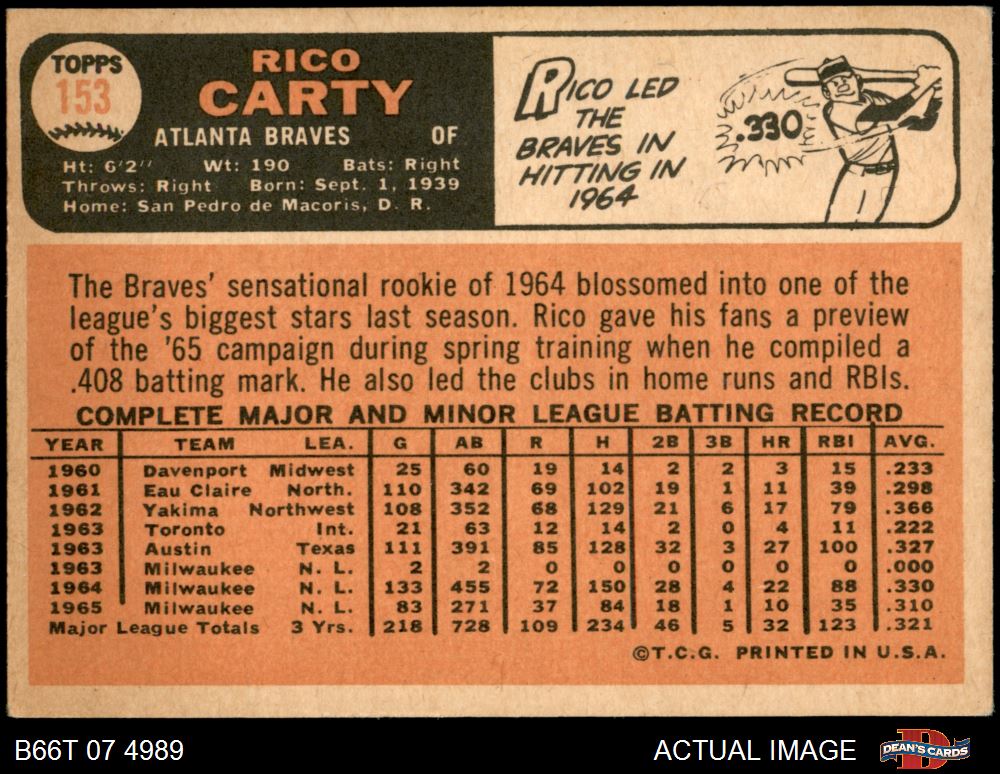 TOPPS
153
RICO
CARTY
ATLANTA BRAVES OF
Ht: 6'2'' Wt: 190 Bats: Right
Throws: Right Born: Sept. 1, 1939
Home: San Pedro de Macoris, D. R.
RICO LED
THE
BRAVES IN
HITTING IN
1964
.330
The Braves' sensational rookie of 1964 blossomed into one of the
league's biggest stars last season. Rico gave his fans a preview
of the '65 campaign during spring training when he compiled a
.408 batting mark. He also led the clubs in home runs and RBIs.
COMPLETE MAJOR AND MINOR LEAGUE BATTING RECORD
YEAR TEAM LEA. G AB R H 2B 3B HR RBI AVG.
1960 Davenport Midwest 25 60 19 14 2 2 3 15 .233
1961 Eau Claire North. 110 342 69 102 19 1 11 39 .298
1962 Yakima Northwest 108 352 68 129 21 6 17 79 .366
1963 Toronto Int. 21 63 12 14 2 0 4 11 .222
1963 Austin Texas 111 391 85 128 32 3 27 100 .327
1963 Milwaukee N. L. 2 2 0 0 0 0 0 0 .000
1964 Milwaukee N. L. 133 455 72 150 28 4 22 88 .330
1965 Milwaukee N. L. 83 271 37 84 18 1 10 35 .310
Major League Totals 3 Yrs. 218 728 109 234 46 5 32 123 .321
©T.C.G. PRINTED IN U.S.A.
B66T 07 4989 ACTUAL IMAGE DEAN'S CARDS